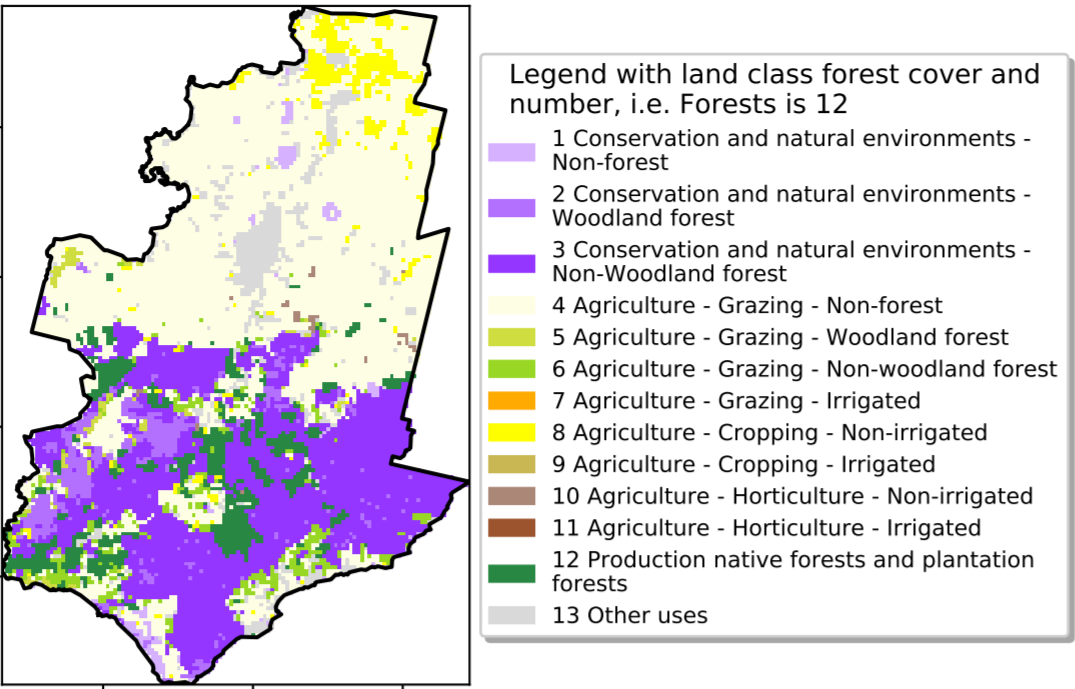 Legend with land class forest cover and
number, i.e. Forests is 12
1 Conservation and natural environments -
Non-forest
2 Conservation and natural environments -
Woodland forest
3 Conservation and natural environments -
Non-Woodland forest
4 Agriculture - Grazing - Non-forest
5 Agriculture - Grazing - Woodland forest
6 Agriculture - Grazing - Non-woodland forest
7 Agriculture - Grazing - Irrigated
8 Agriculture - Cropping - Non-irrigated
9 Agriculture - Cropping - Irrigated
10 Agriculture - Horticulture - Non-irrigated
11 Agriculture - Horticulture - Irrigated
12 Production native forests and plantation
forests
13 Other uses